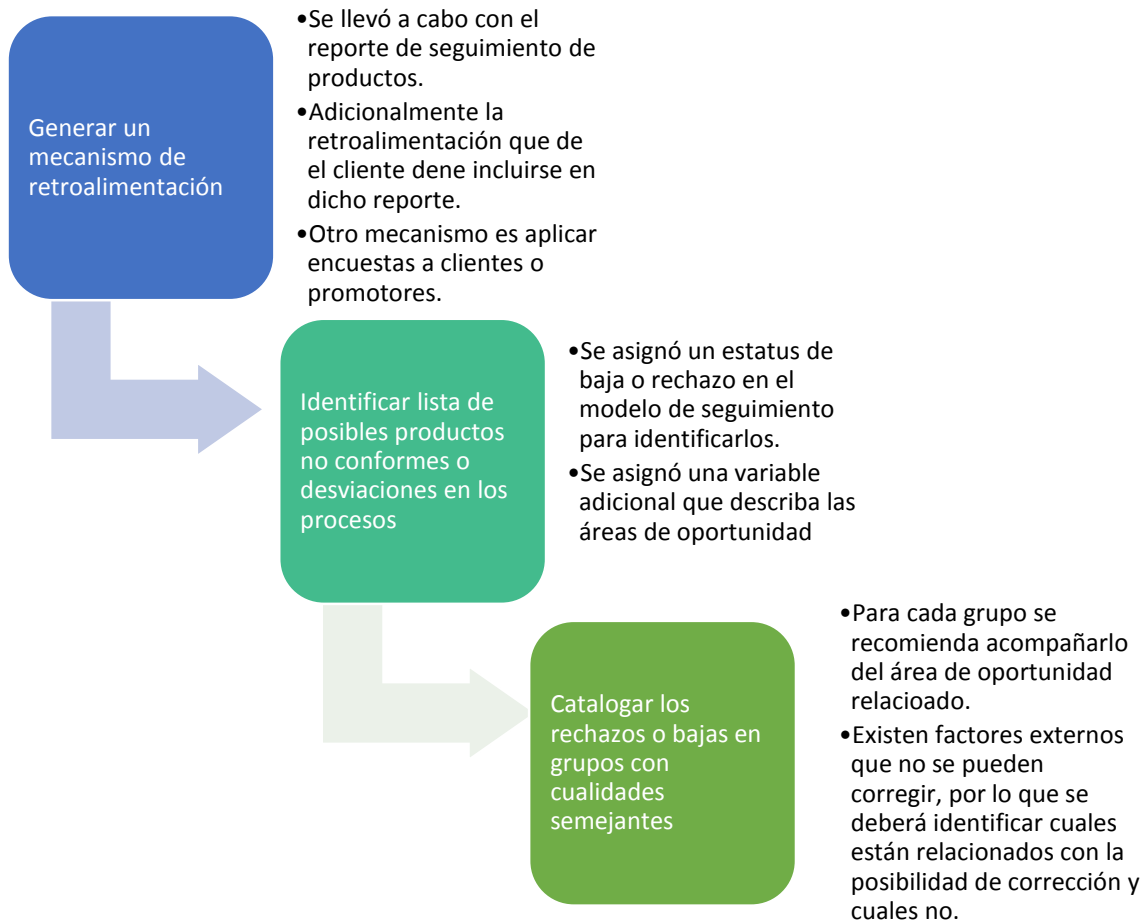 Generar un
mecanismo de
retroalimentación
•Se llevó a cabo con el
reporte de seguimiento de
productos.
•Adicionalmente la
retroalimentación que de
el cliente dene incluirse en
dicho reporte.
•Otro mecanismo es aplicar
encuestas a clientes o
promotores.
Identificar lista de
posibles productos
no conformes o
desviaciones en los
procesos
•Se asignó un estatus de
baja o rechazo en el
modelo de seguimiento
para identificarlos.
•Se asignó una variable
adicional que describa las
áreas de oportunidad
Catalogar los
rechazos o bajas en
grupos con
cualidades
semejantes
•Para cada grupo se
recomienda acompañarlo
del área de oportunidad
relacioado.
•Existen factores externos
que no se pueden
corregir, por lo que se
deberá identificar cuales
están relacionados con la
posibilidad de corrección y
cuales no.